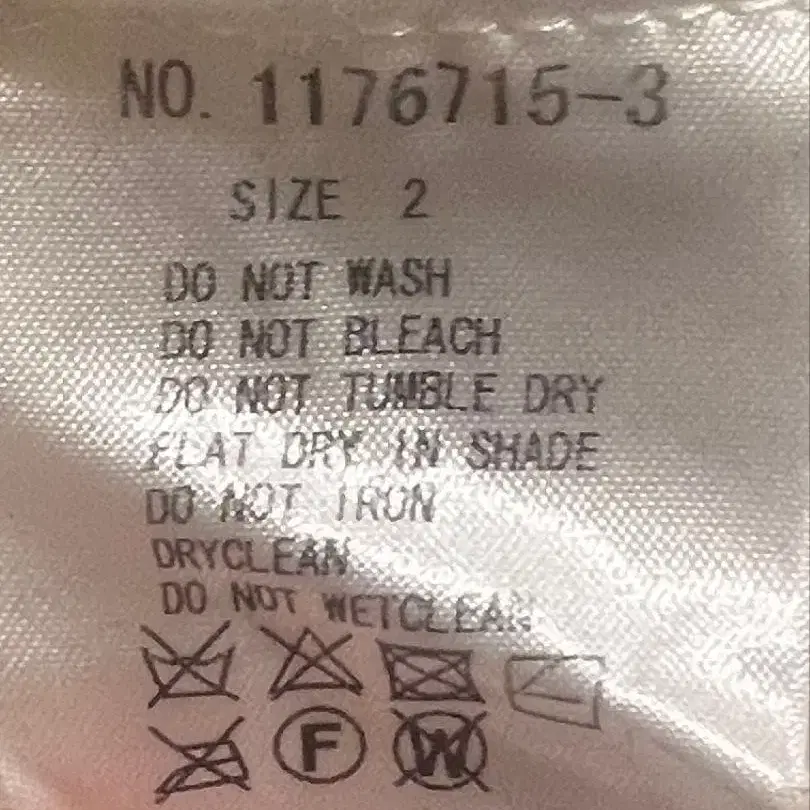 NO. 1176715-3
SIZE 2
DO NOT WASH
DO NOT BLEACH
DO NOT TUMBLE DRY
FLAT DRY IN SHADE
DO NOT IRON
DRYCLEAN
DO NOT WETCLEAN
F W